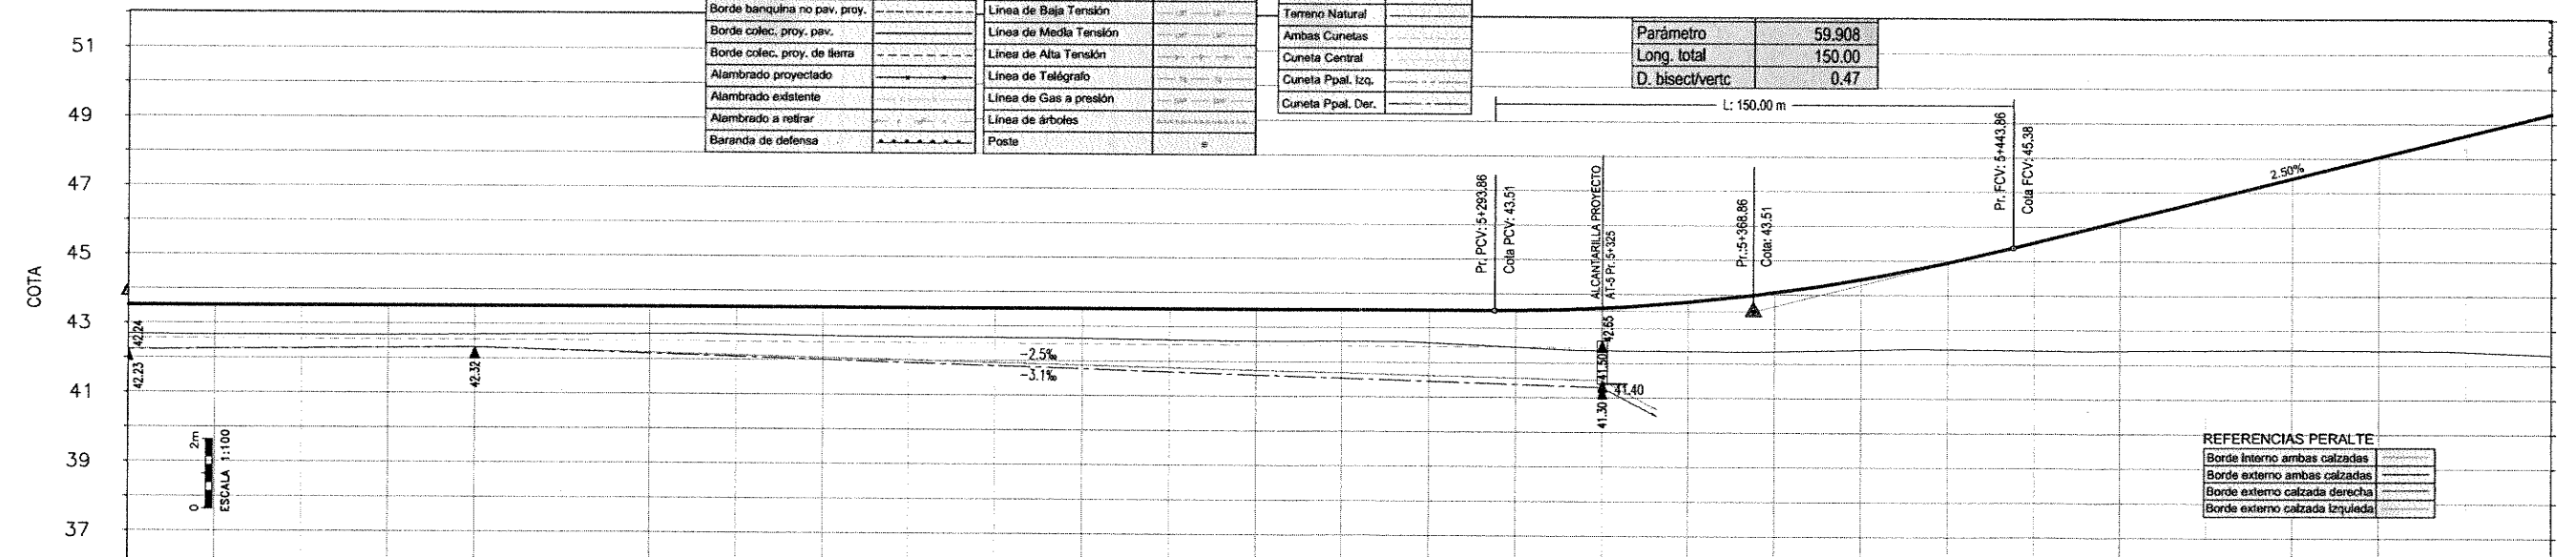 Borde banquina no pav. proy.
Borde colec. proy. pav.
Borde colec. proy. de tierra
Alambrado proyectado
Alambrado existente
Alambrado a retirar
Baranda de defensa
Línea de Baja Tensión
Línea de Media Tensión
Línea de Alta Tensión
Línea de Telégrafo
Línea de Gas a presión
Línea de árboles
Poste
Terreno Natural
Ambas Cunetas
Cuneta Central
Cuneta Ppal. Izq.
Cuneta Ppal. Der.
Parámetro 59.908
Long. total 150.00
D. bisect/vertc 0.47
L: 150.00 m
COTA
51
49
47
45
43
41
39
37
Pr. PCV: 5+293.86
Cota PCV: 43.51
ALCANTARILLA PROYECTO
AT-5 Pr. 5+325
Pr.:5+368.86
Cota: 43.51
Pr. FCV: 5+443.86
Cota FCV: 45.38
2.50%
42.24
42.23
42.32
-2.5‰
-3.1‰
42.65
41.50
41.40
41.30
2m
0
ESCALA 1:100
REFERENCIAS PERALTE
Borde interno ambas calzadas
Borde externo ambas calzadas
Borde externo calzada derecha
Borde externo calzada izquieda